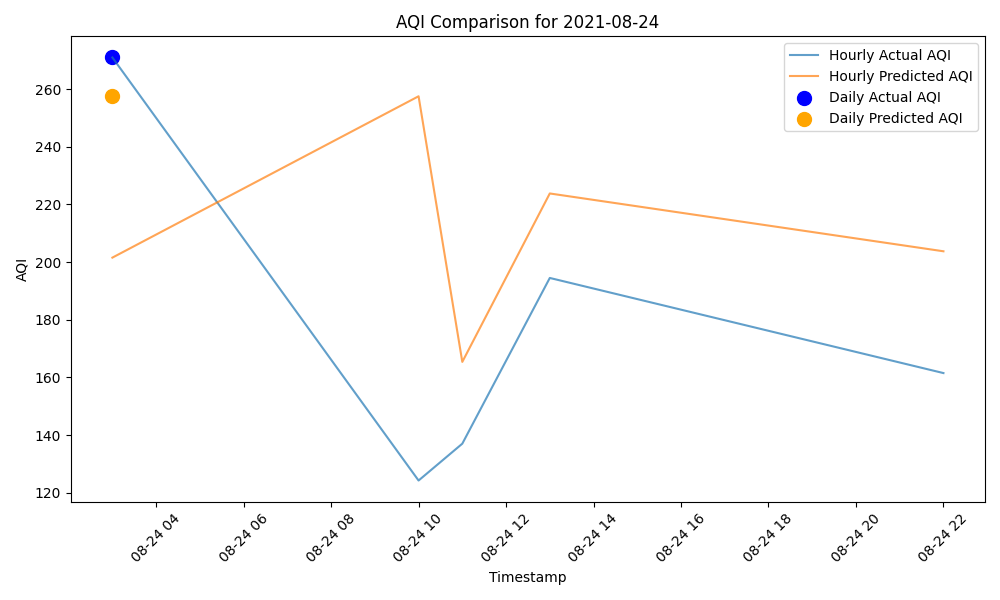 AQI Comparison for 2021-08-24
Hourly Actual AQI
Hourly Predicted AQI
Daily Actual AQI
Daily Predicted AQI
AQI
260
240
220
200
180
160
140
120
08-24 04
08-24 06
08-24 08
08-24 10
08-24 12
08-24 14
08-24 16
08-24 18
08-24 20
08-24 22
Timestamp